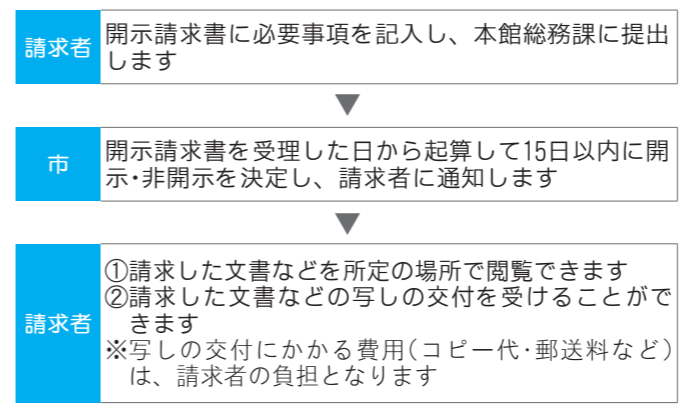 請求者
開示請求書に必要事項を記入し、本館総務課に提出
します
市
開示請求書を受理した日から起算して15日以内に開
示・非開示を決定し、請求者に通知します
請求者
①請求した文書などを所定の場所で閲覧できます
②請求した文書などの写しの交付を受けることがで
きます
※写しの交付にかかる費用(コピー代・郵送料など)
は、請求者の負担となります